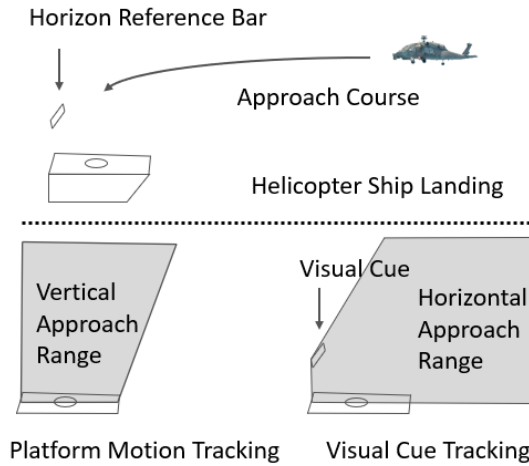 Horizon Reference Bar
Approach Course
Helicopter Ship Landing
Vertical
Approach
Range
Visual Cue
Horizontal
Approach
Range
Platform Motion Tracking
Visual Cue Tracking